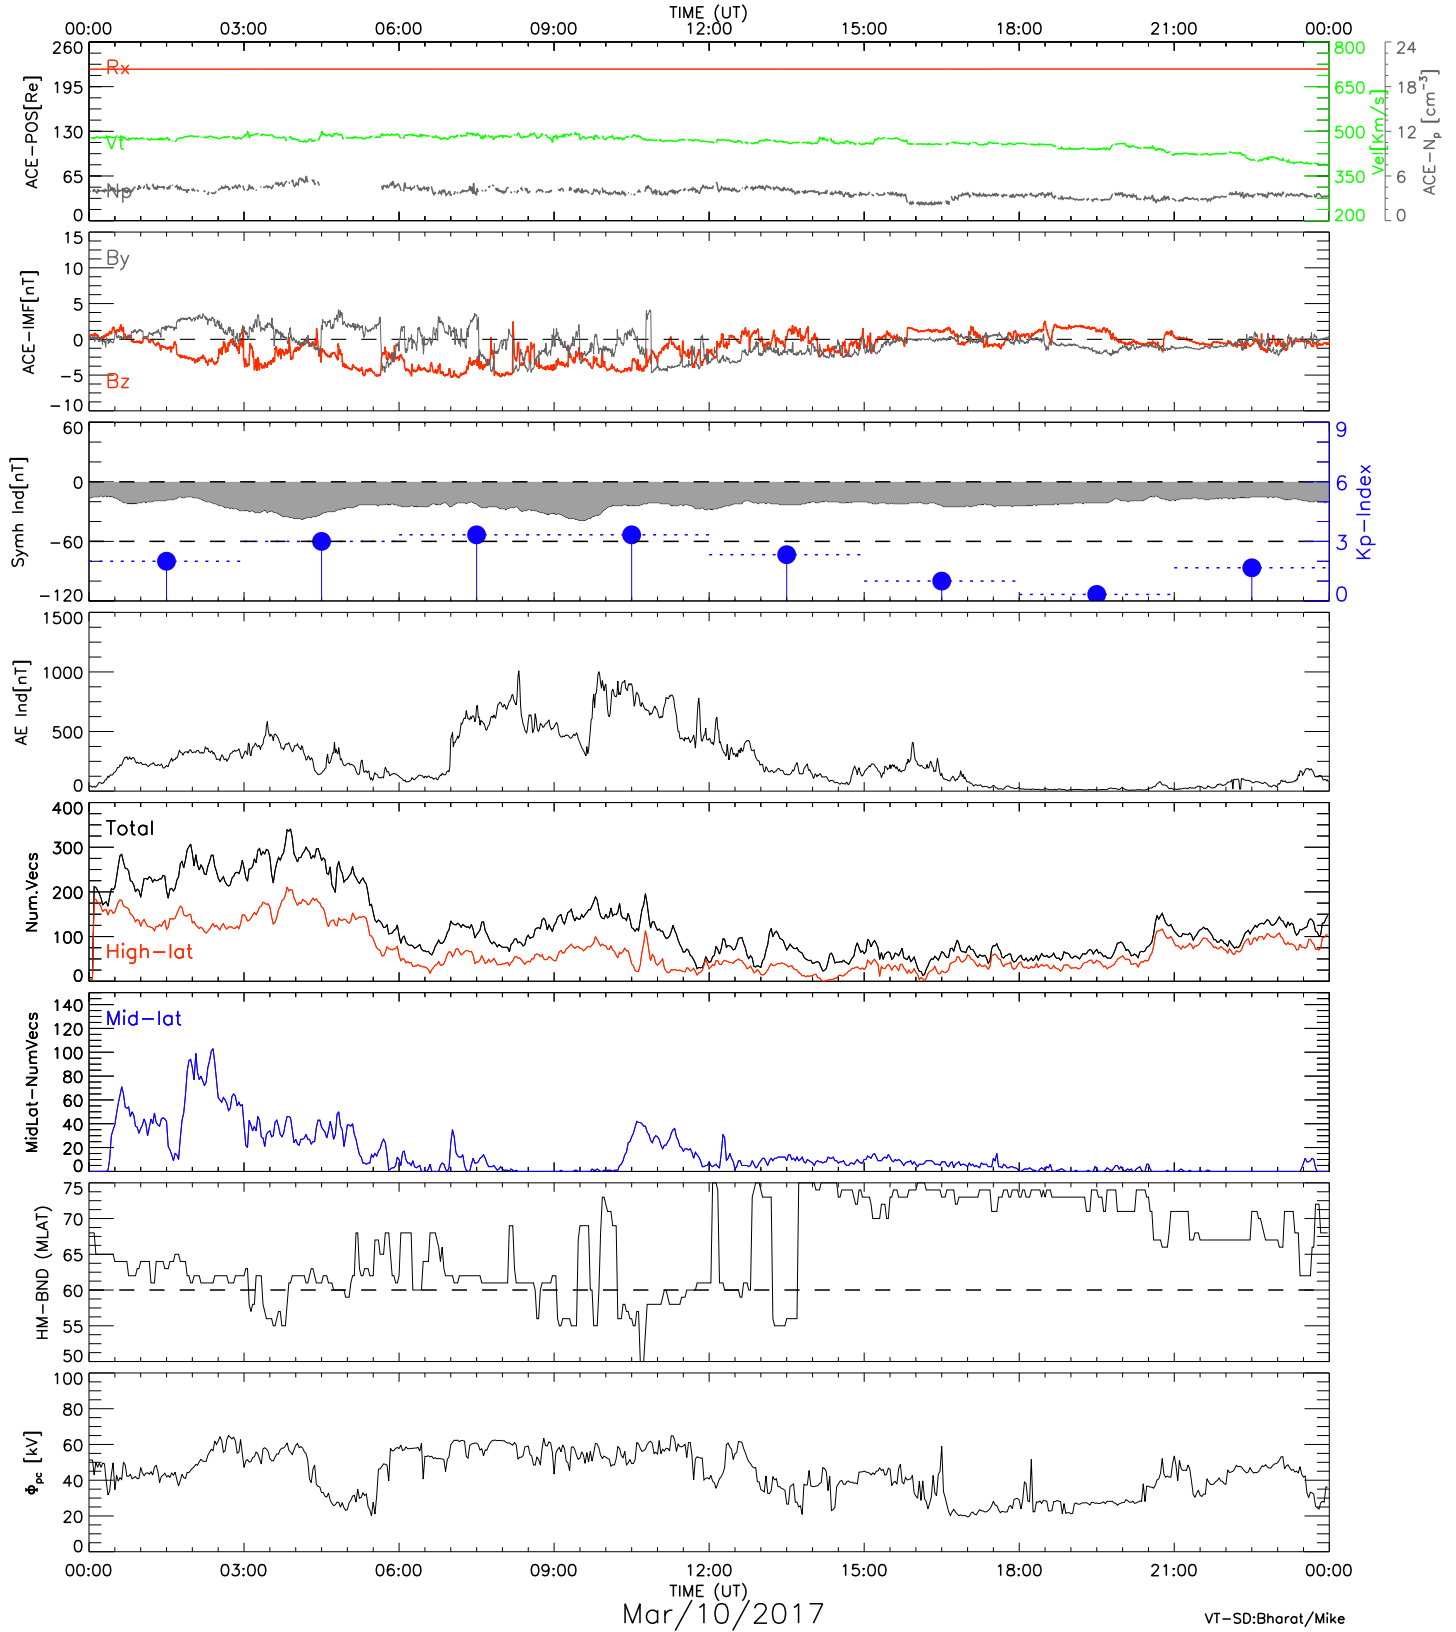 TIME (UT)
00:00 03:00 06:00 09:00 12:00 15:00 18:00 21:00 00:00
ACE-POS[Re]
260
195
130
65
0
Rx
Vt
Np
800
650
500
350
200
Vel[Km/s]
24
18
12
6
0
ACE-Np [cm-3]
ACE-IMF[nT]
15
10
5
0
-5
-10
By
Bz
Symh Ind[nT]
60
0
-60
-120
9
6
3
0
Kp-Index
AE Ind[nT]
1500
1000
500
0
Num.Vecs
400
300
200
100
0
Total
High-lat
MidLat-NumVecs
140
120
100
80
60
40
20
0
Mid-lat
HM-BND (MLAT)
75
70
65
60
55
50
Φpc [kV]
100
80
60
40
20
0
00:00 03:00 06:00 09:00 12:00 15:00 18:00 21:00 00:00
TIME (UT)
Mar/10/2017
VT-SD:Bharat/Mike